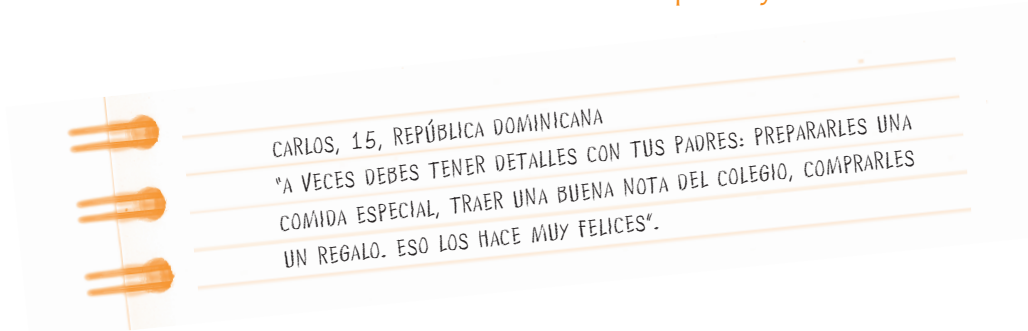 CARLOS, 15, REPÚBLICA DOMINICANA
"A VECES DEBES TENER DETALLES CON TUS PADRES: PREPARARLES UNA
COMIDA ESPECIAL, TRAER UNA BUENA NOTA DEL COLEGIO, COMPRARLES
UN REGALO. ESO LOS HACE MUY FELICES".